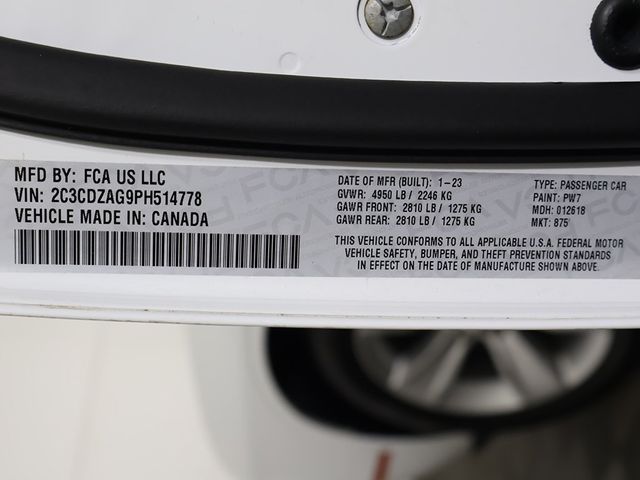 MFD BY: FCA US LLC
VIN: 2C3CDZAG9PH514778
VEHICLE MADE IN: CANADA
DATE OF MFR (BUILT): 1-23
GVWR: 4950 LB / 2246 KG
GAWR FRONT: 2810 LB / 1275 KG
GAWR REAR: 2810 LB / 1275 KG
TYPE: PASSENGER CAR
PAINT: PW7
MDH: 012618
MKT: 875
THIS VEHICLE CONFORMS TO ALL APPLICABLE U.S.A. FEDERAL MOTOR
VEHICLE SAFETY, BUMPER, AND THEFT PREVENTION STANDARDS
IN EFFECT ON THE DATE OF MANUFACTURE SHOWN ABOVE.